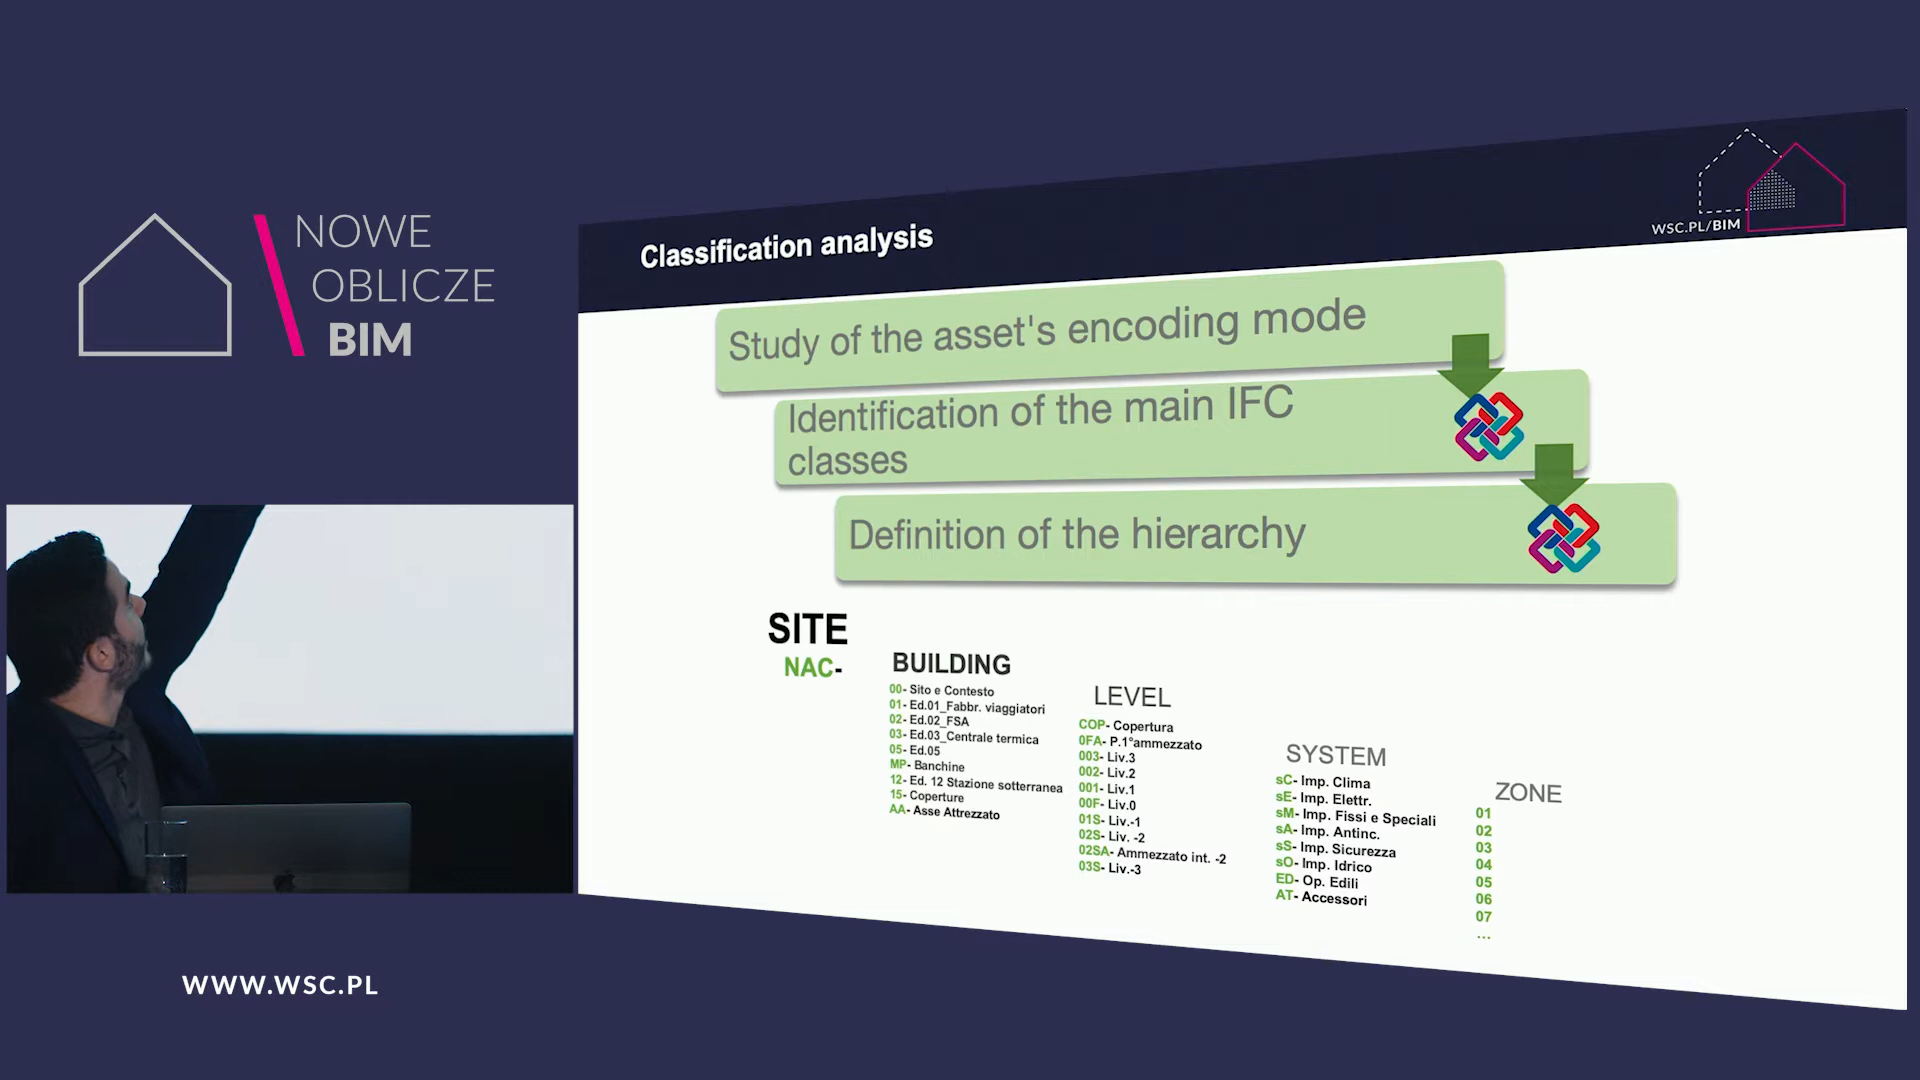 NOWE
OBLICZE
BIM
WWW.WSC.PL
WSC.PL/BIM
Classification analysis
Study of the asset's encoding mode
Identification of the main IFC
classes
Definition of the hierarchy
SITE
NAC-
BUILDING
00- Sito e Contesto
01- Ed.01_Fabbr. viaggiatori
02- Ed.02_FSA
03- Ed.03_Centrale termica
05- Ed.05
MP- Banchine
12- Ed. 12 Stazione sotterranea
15- Coperture
AA- Asse Attrezzato
LEVEL
COP- Copertura
0FA- P.1°ammezzato
003- Liv.3
002- Liv.2
001- Liv.1
00F- Liv.0
01S- Liv.-1
02S- Liv. -2
02SA- Ammezzato int. -2
03S- Liv.-3
SYSTEM
sC- Imp. Clima
sE- Imp. Elettr.
sM- Imp. Fissi e Speciali
sA- Imp. Antinc.
sS- Imp. Sicurezza
sO- Imp. Idrico
ED- Op. Edili
AT- Accessori
ZONE
01
02
03
04
05
06
07
...